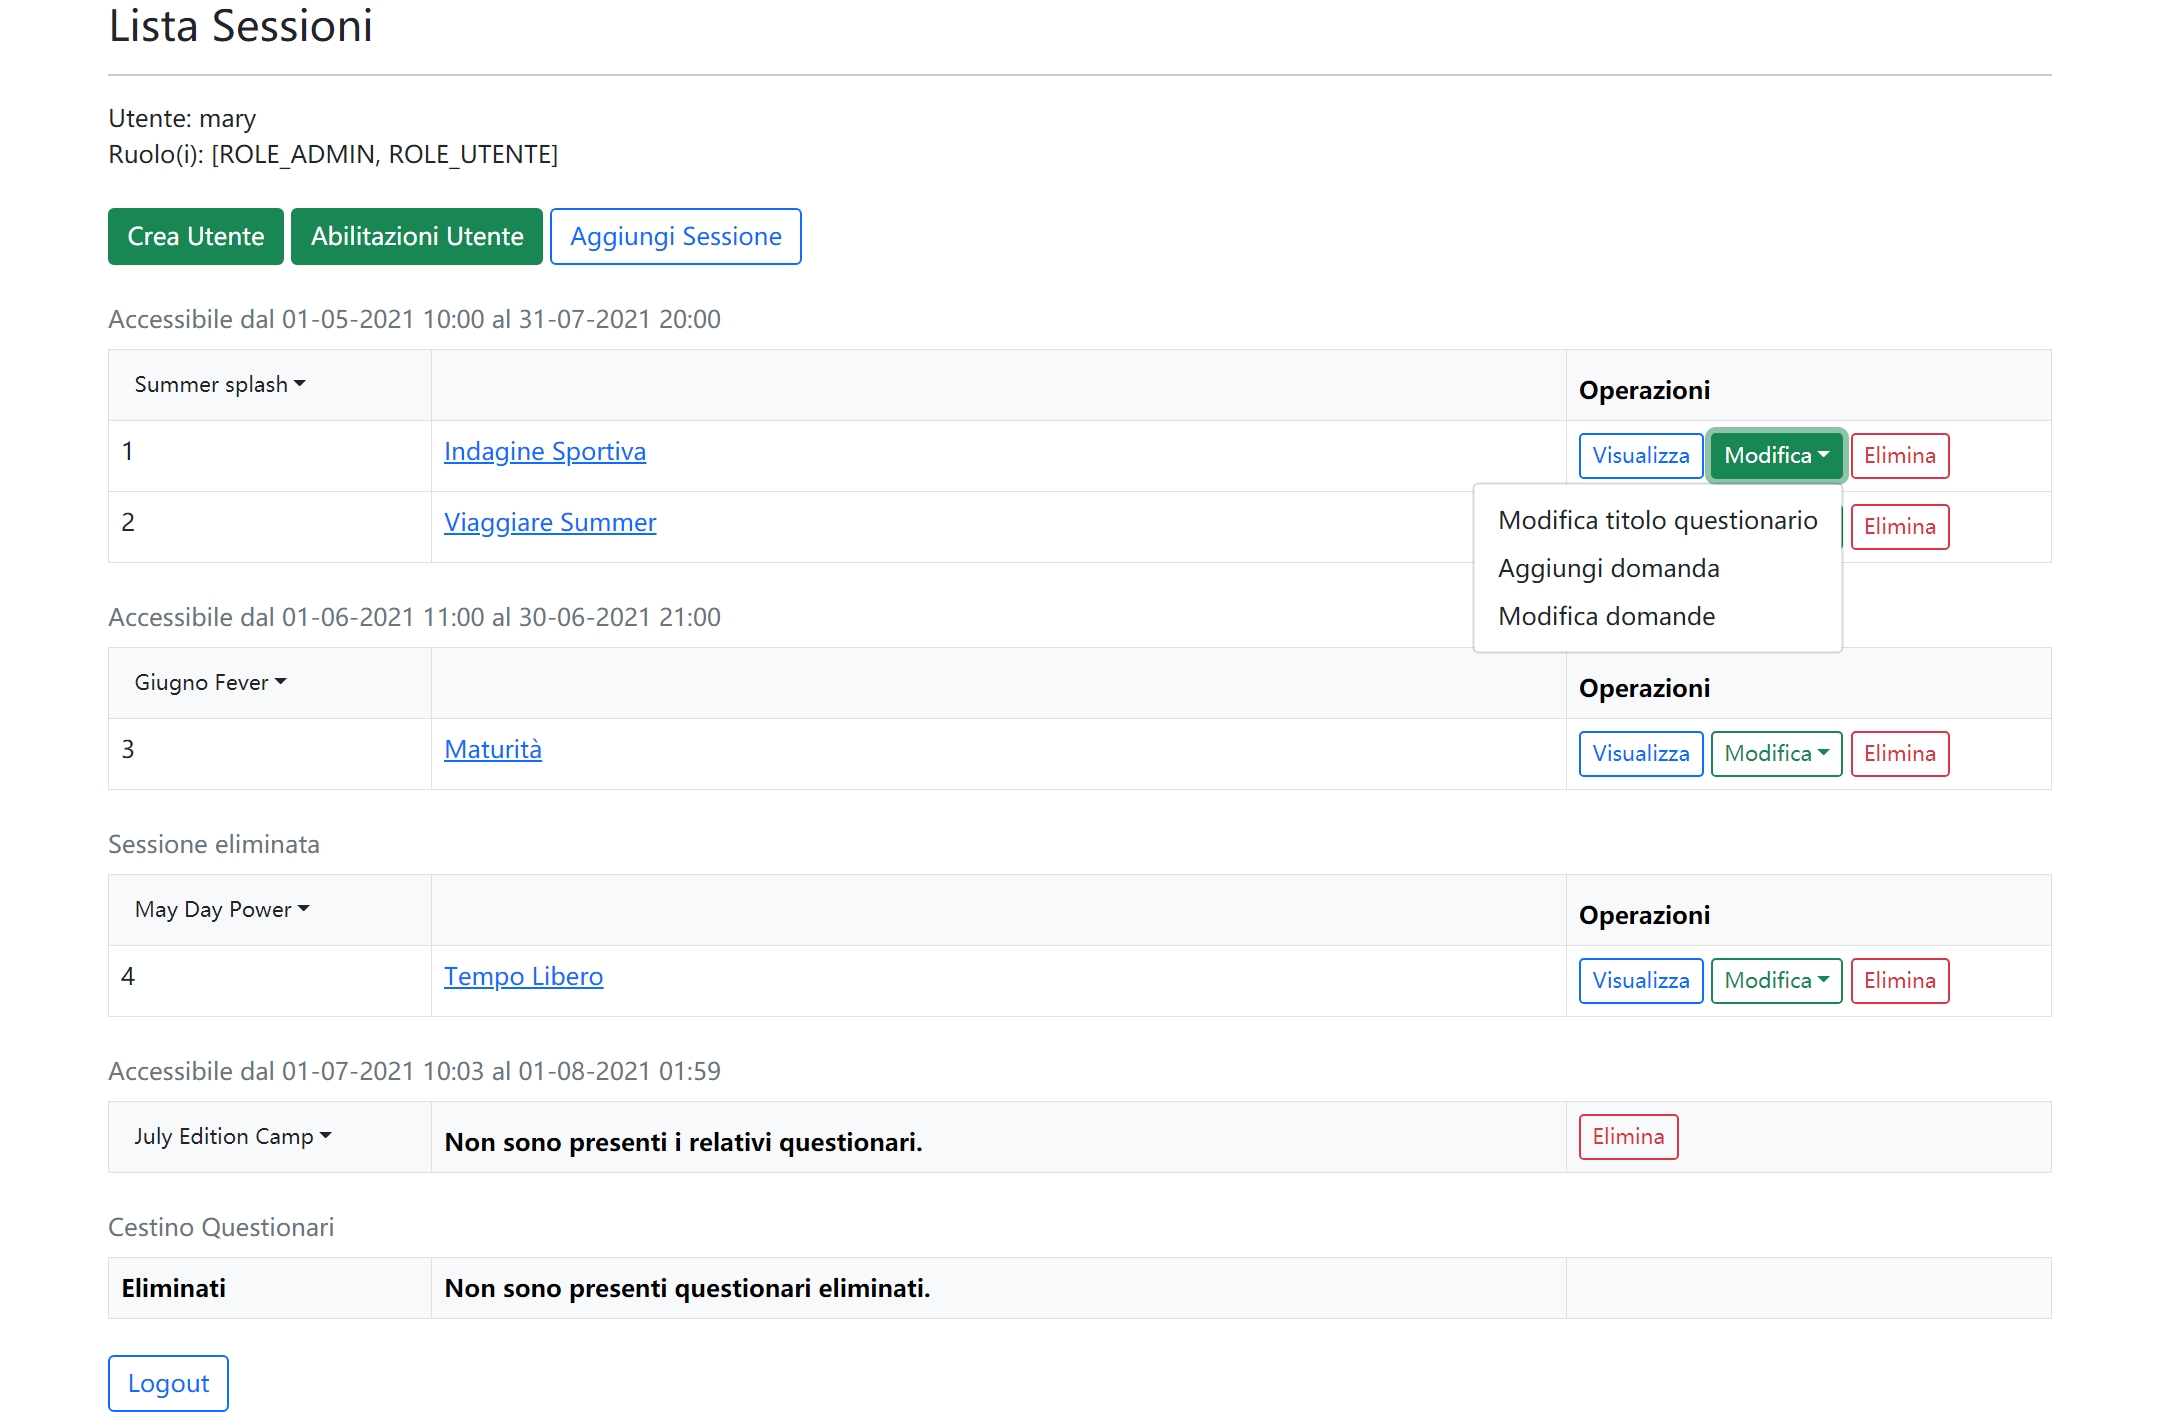 Lista Sessioni
Utente: mary
Ruolo(i): [ROLE_ADMIN, ROLE_UTENTE]
Crea Utente Abilitazioni Utente Aggiungi Sessione
Accessibile dal 01-05-2021 10:00 al 31-07-2021 20:00
Summer splash Operazioni
1 Indagine Sportiva Visualizza Modifica Elimina
2 Viaggiare Summer Elimina
Modifica titolo questionario
Aggiungi domanda
Modifica domande
Accessibile dal 01-06-2021 11:00 al 30-06-2021 21:00
Giugno Fever Operazioni
3 Maturità Visualizza Modifica Elimina
Sessione eliminata
May Day Power Operazioni
4 Tempo Libero Visualizza Modifica Elimina
Accessibile dal 01-07-2021 10:03 al 01-08-2021 01:59
July Edition Camp Non sono presenti i relativi questionari. Elimina
Cestino Questionari
Eliminati Non sono presenti questionari eliminati.
Logout